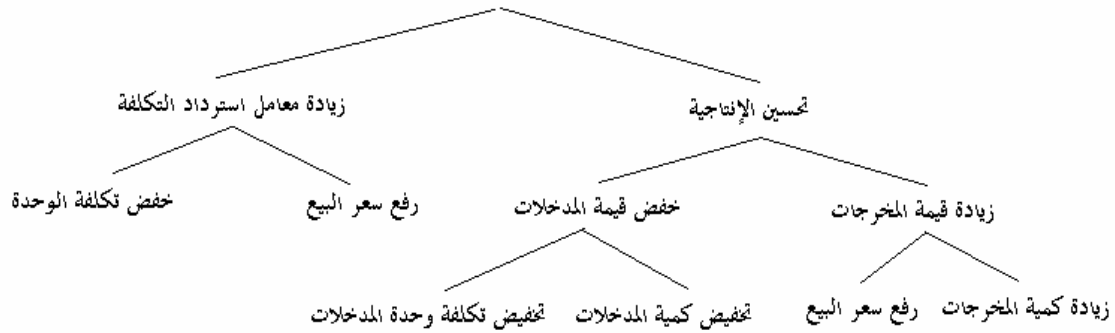 تحسين الإنتاجية
زيادة معامل استرداد التكلفة
زيادة قيمة المخرجات
خفض قيمة المدخلات
رفع سعر البيع
خفض تكلفة الوحدة
زيادة كمية المخرجات
رفع سعر البيع
تخفيض كمية المدخلات
تخفيض تكلفة وحدة المدخلات